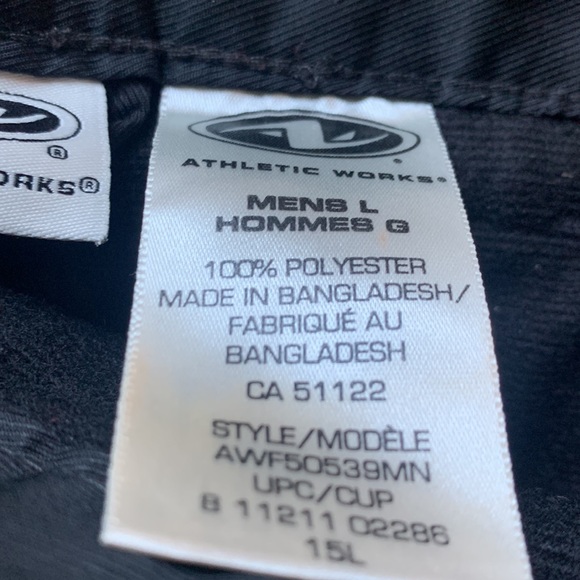 ORKS®
ATHLETIC WORKS®
MENS L
HOMMES G
100% POLYESTER
MADE IN BANGLADESH/
FABRIQUÉ AU
BANGLADESH
CA 51122
STYLE/MODÈLE
AWF50539MN
UPC/CUP
8 11211 02286
15L